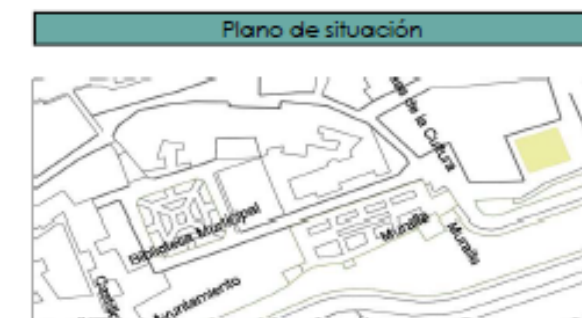 Plano de situación
de la Cultura
Biblioteca Municipal
Muralla
Muralla
Ayuntamiento